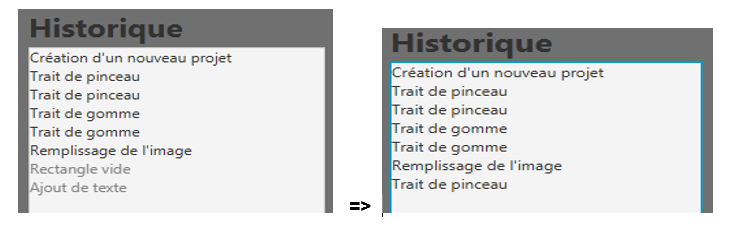 Historique
Création d'un nouveau projet
Trait de pinceau
Trait de pinceau
Trait de gomme
Trait de gomme
Remplissage de l'image
Rectangle vide
Ajout de texte
=>
Historique
Création d'un nouveau projet
Trait de pinceau
Trait de pinceau
Trait de gomme
Trait de gomme
Remplissage de l'image
Trait de pinceau